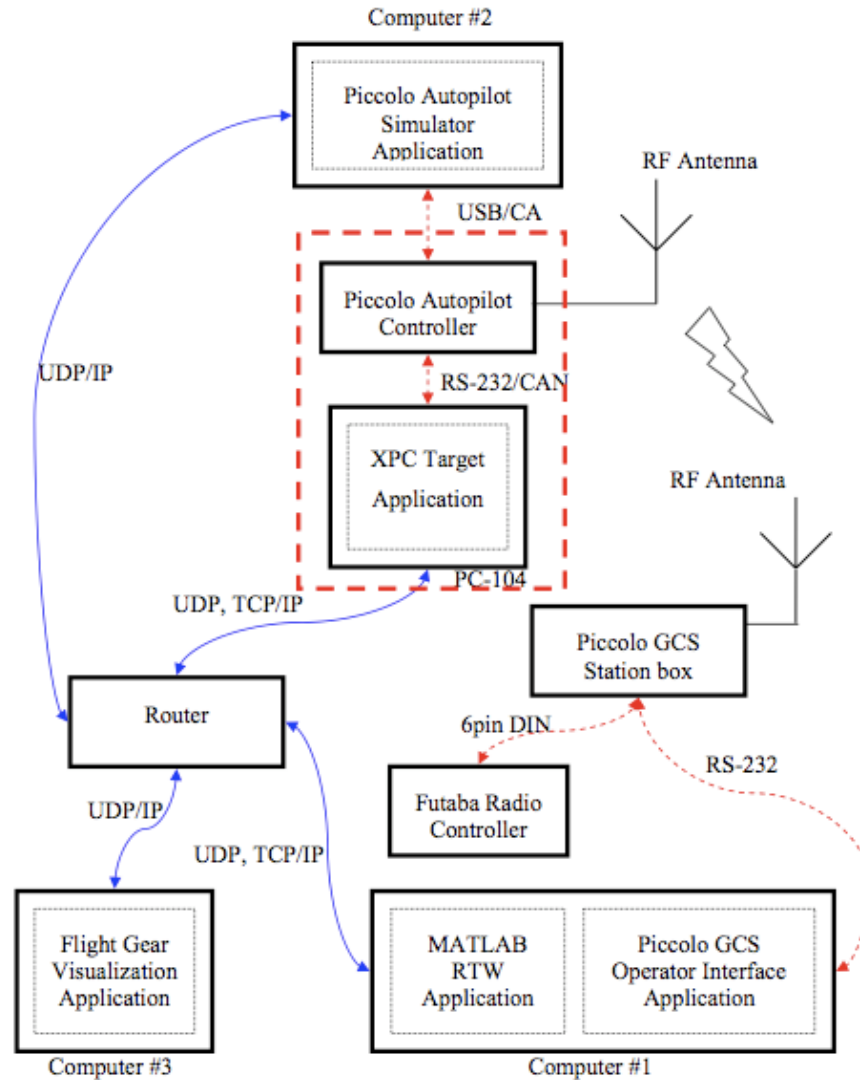 Computer #2
Piccolo Autopilot
Simulator
Application
RF Antenna
USB/CA
Piccolo Autopilot
Controller
UDP/IP
RS-232/CAN
XPC Target
Application
RF Antenna
PC-104
UDP, TCP/IP
Piccolo GCS
Station box
Router
6pin DIN
RS-232
Futaba Radio
Controller
UDP/IP
UDP, TCP/IP
Flight Gear
Visualization
Application
MATLAB
RTW
Application
Piccolo GCS
Operator Interface
Application
Computer #3
Computer #1